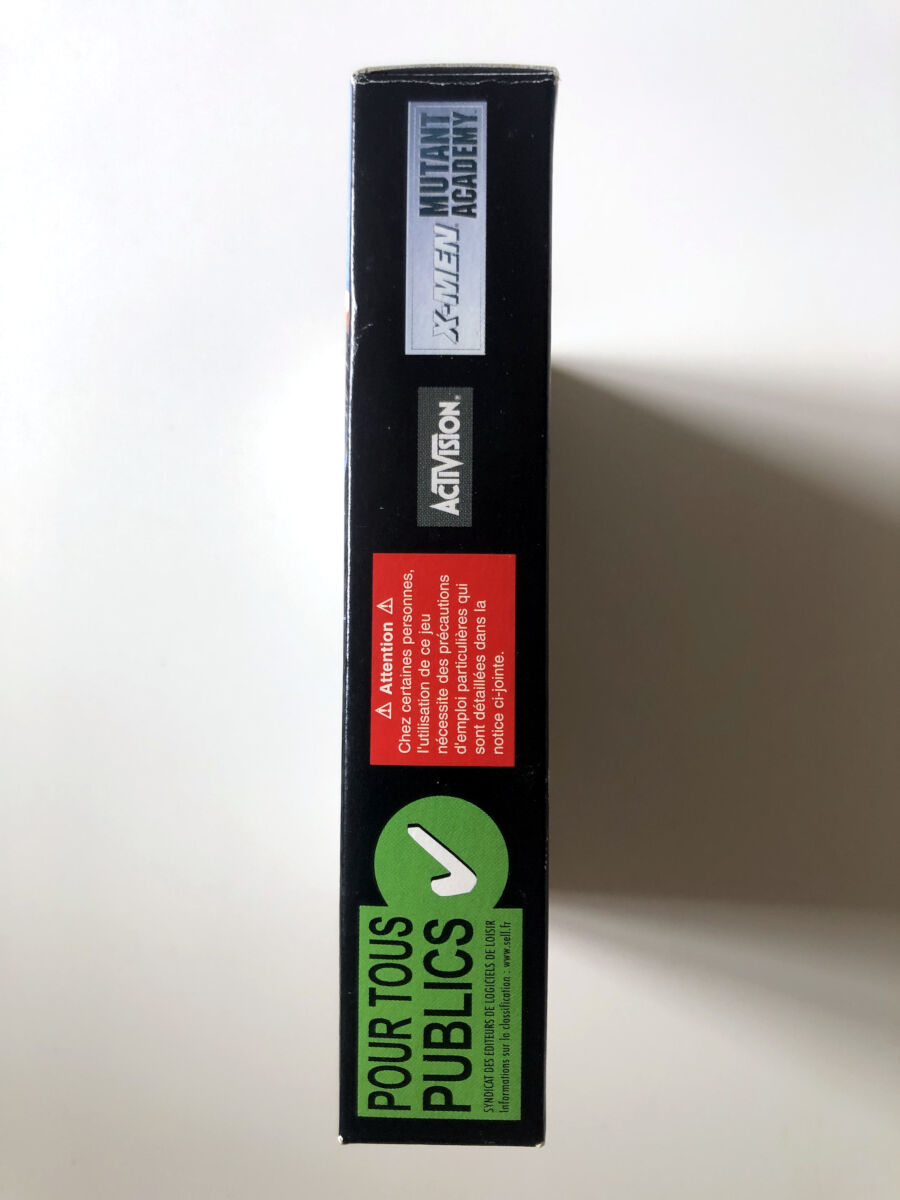 X-MEN
MUTANT
ACADEMY
ACTIVISION®
⚠ Attention ⚠
Chez certaines personnes,
l'utilisation de ce jeu
nécessite des précautions
d'emploi particulières qui
sont détaillées dans la
notice ci-jointe.
POUR TOUS
PUBLICS
SYNDICAT DES EDITEURS DE LOGICIELS DE LOISIR
Informations sur la classification : www.sell.fr